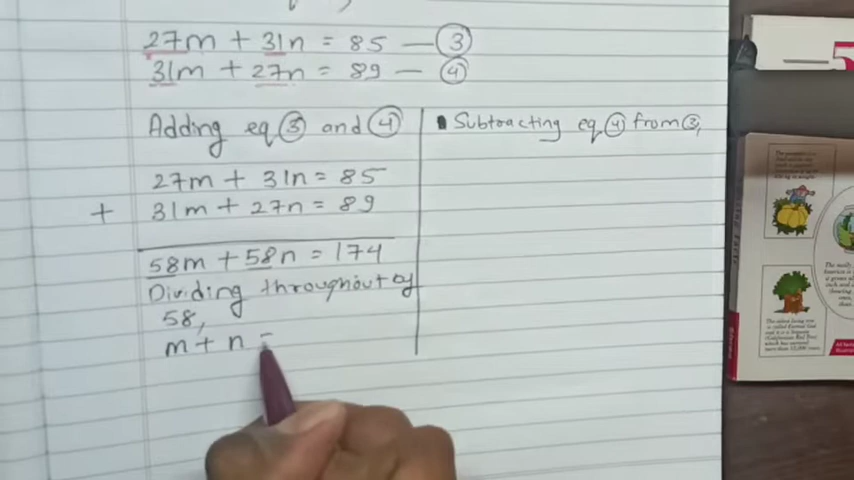 27m + 31n = 85 — ③
31m + 27n = 89 — ④
Adding eq ③ and ④
27m + 31n = 85
+ 31m + 27n = 89
58m + 58n = 174
Dividing throughout by
58,
m + n =
Subtracting eq ④ from ③,